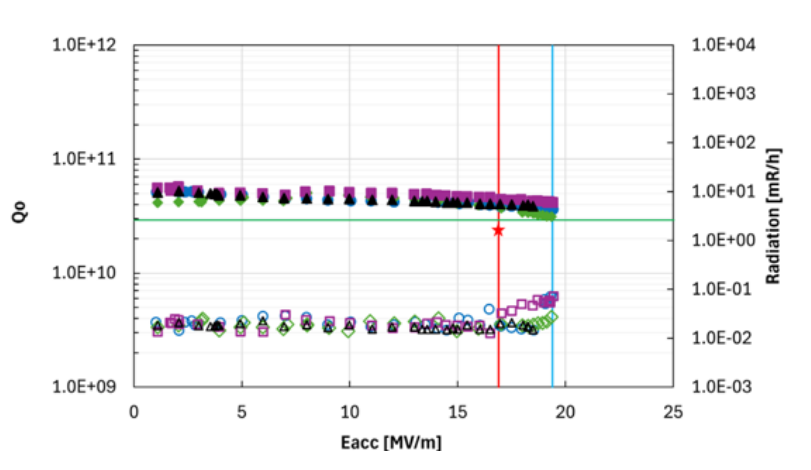 1.0E+12
1.0E+11
1.0E+10
1.0E+09
Qo
1.0E+04
1.0E+03
1.0E+02
1.0E+01
1.0E+00
1.0E-01
1.0E-02
1.0E-03
Radiation [mR/h]
0 5 10 15 20 25
Eacc [MV/m]